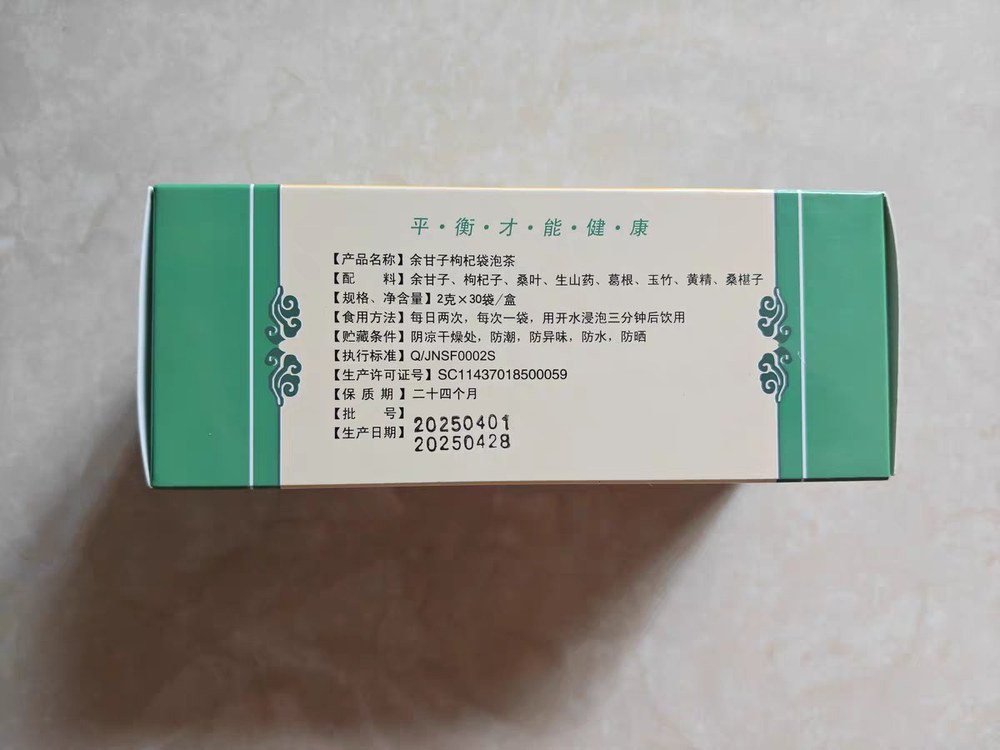 平·衡·才·能·健·康
【产品名称】余甘子枸杞袋泡茶
【配　　料】余甘子、枸杞子、桑叶、生山药、葛根、玉竹、黄精、桑椹子
【规格、净含量】2克×30袋/盒
【食用方法】每日两次，每次一袋，用开水浸泡三分钟后饮用
【贮藏条件】阴凉干燥处，防潮，防异味，防水，防晒
【执行标准】Q/JNSF0002S
【生产许可证号】SC11437018500059
【保 质 期】二十四个月
【批　　号】20250401
【生产日期】20250428